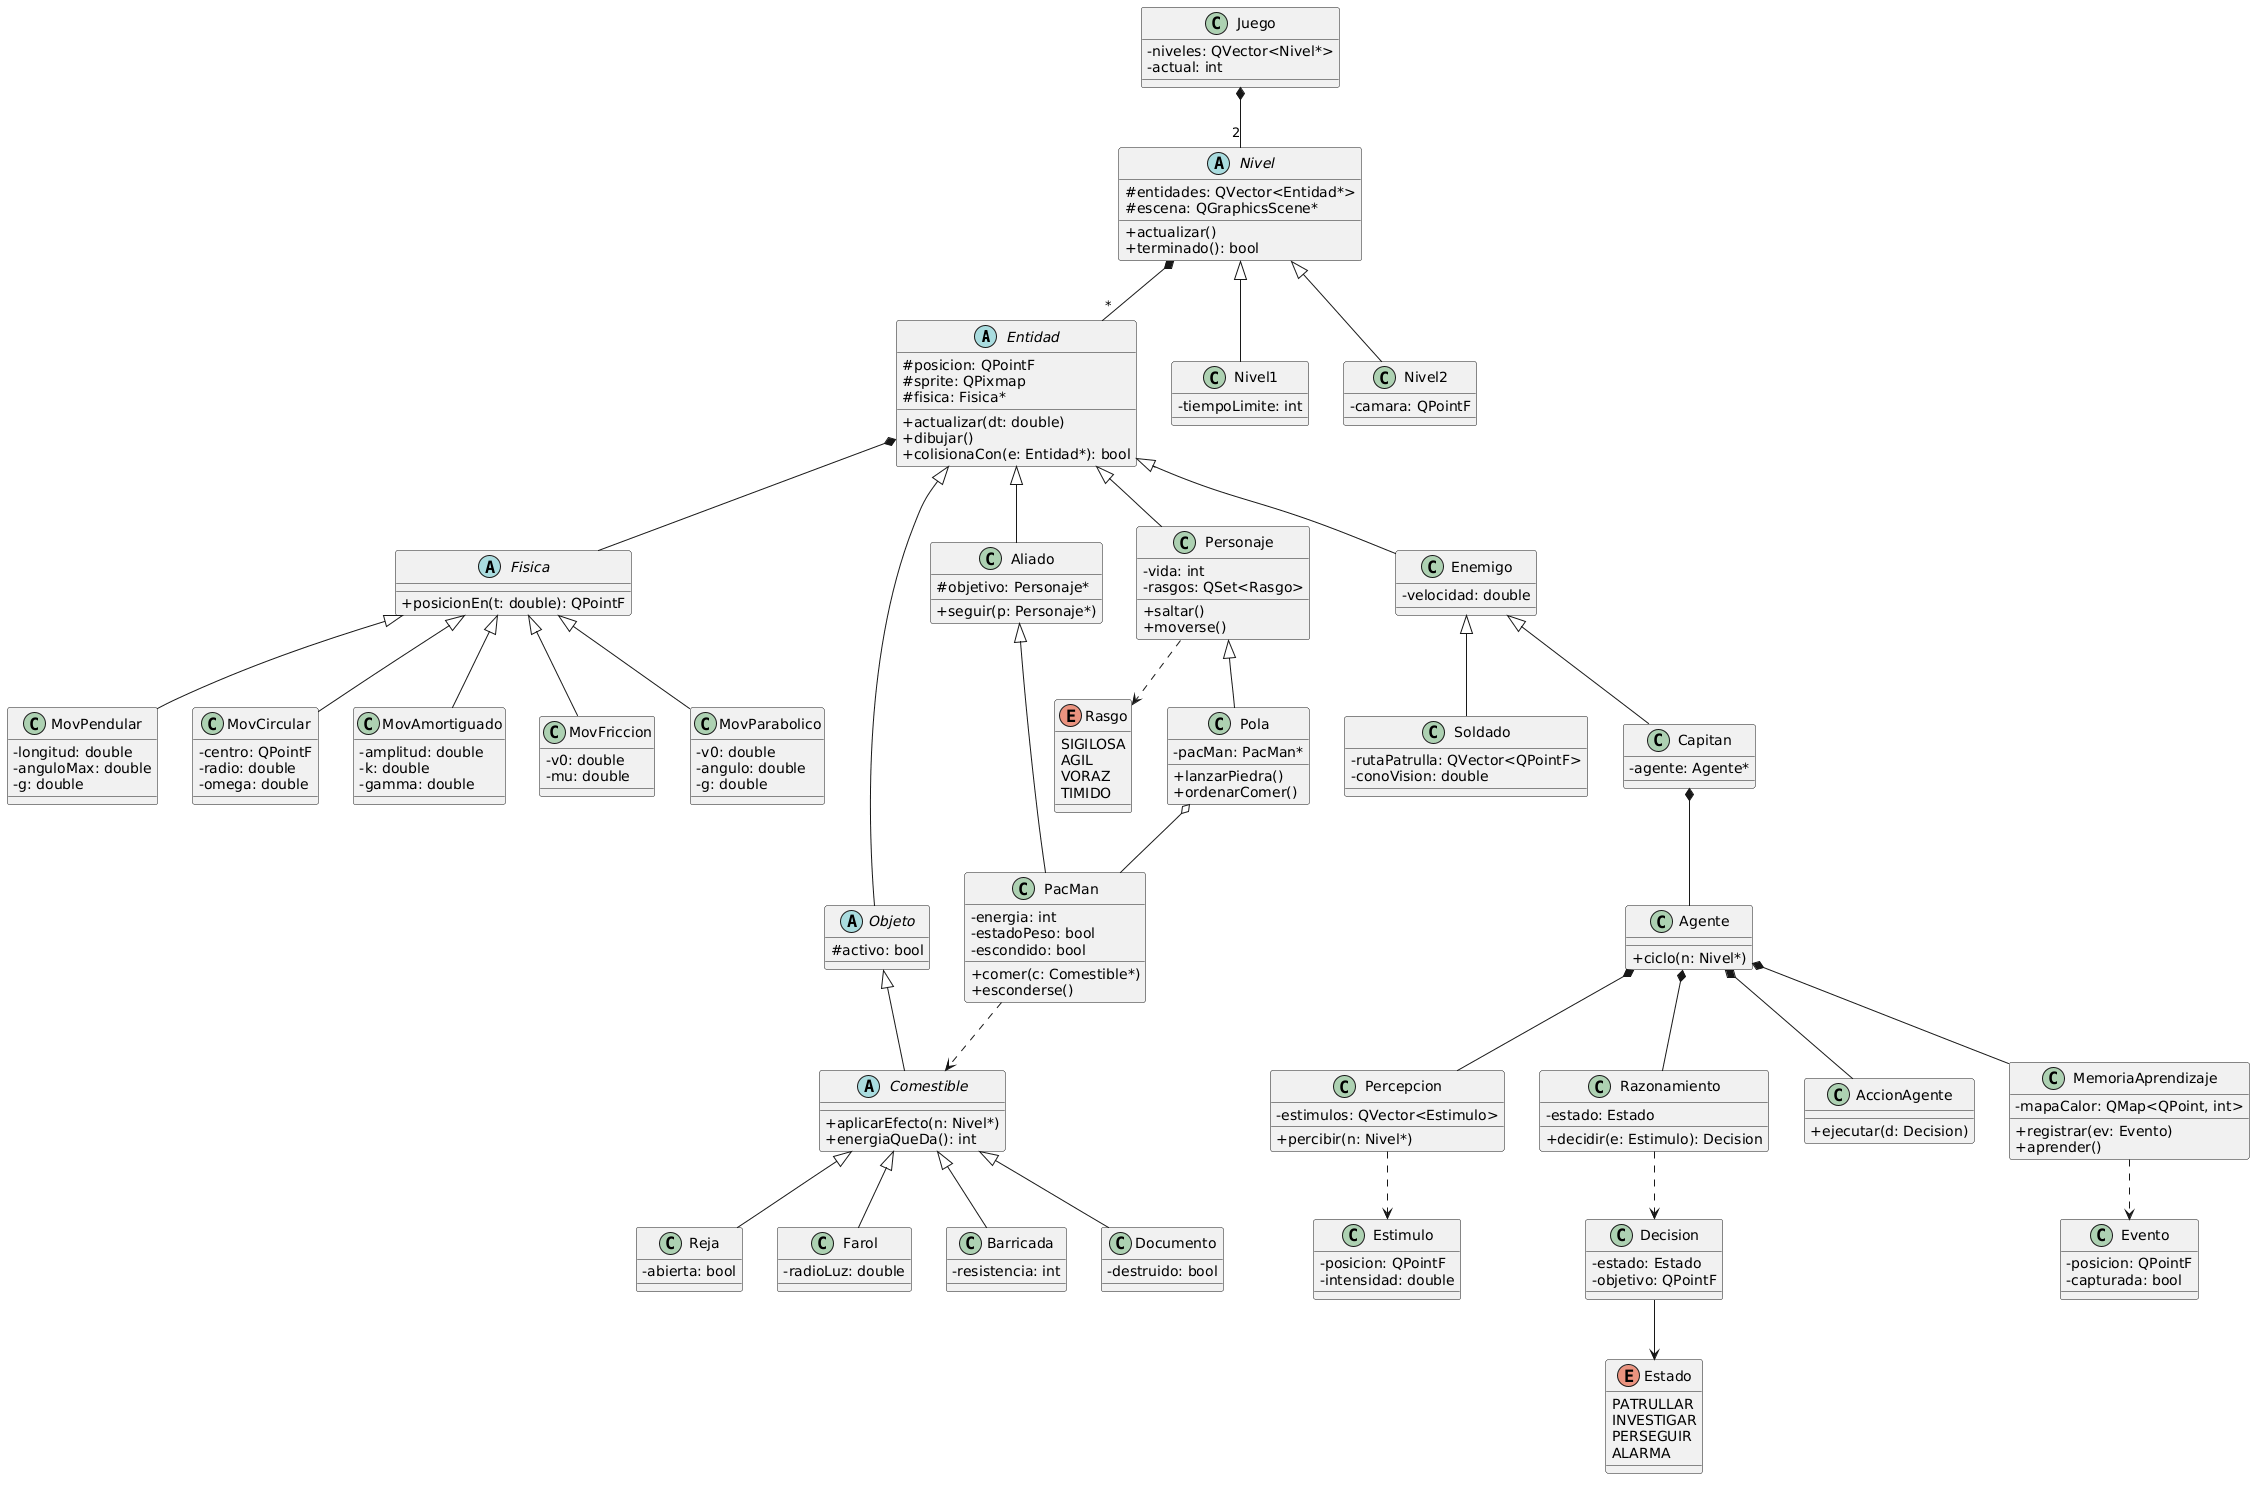 C Juego
-niveles: QVector<Nivel*>
-actual: int
2
A Nivel
#entidades: QVector<Entidad*>
#escena: QGraphicsScene*
+actualizar()
+terminado(): bool
*
A Entidad
#posicion: QPointF
#sprite: QPixmap
#fisica: Fisica*
+actualizar(dt: double)
+dibujar()
+colisionaCon(e: Entidad*): bool
C Nivel1
-tiempoLimite: int
C Nivel2
-camara: QPointF
A Fisica
+posicionEn(t: double): QPointF
C Aliado
#objetivo: Personaje*
+seguir(p: Personaje*)
C Personaje
-vida: int
-rasgos: QSet<Rasgo>
+saltar()
+moverse()
C Enemigo
-velocidad: double
C MovPendular
-longitud: double
-anguloMax: double
-g: double
C MovCircular
-centro: QPointF
-radio: double
-omega: double
C MovAmortiguado
-amplitud: double
-k: double
-gamma: double
C MovFriccion
-v0: double
-mu: double
C MovParabolico
-v0: double
-angulo: double
-g: double
E Rasgo
SIGILOSA
AGIL
VORAZ
TIMIDO
C Pola
-pacMan: PacMan*
+lanzarPiedra()
+ordenarComer()
C Soldado
-rutaPatrulla: QVector<QPointF>
-conoVision: double
C Capitan
-agente: Agente*
A Objeto
#activo: bool
C PacMan
-energia: int
-estadoPeso: bool
-escondido: bool
+comer(c: Comestible*)
+esconderse()
C Agente
+ciclo(n: Nivel*)
A Comestible
+aplicarEfecto(n: Nivel*)
+energiaQueDa(): int
C Percepcion
-estimulos: QVector<Estimulo>
+percibir(n: Nivel*)
C Razonamiento
-estado: Estado
+decidir(e: Estimulo): Decision
C AccionAgente
+ejecutar(d: Decision)
C MemoriaAprendizaje
-mapaCalor: QMap<QPoint, int>
+registrar(ev: Evento)
+aprender()
C Reja
-abierta: bool
C Farol
-radioLuz: double
C Barricada
-resistencia: int
C Documento
-destruido: bool
C Estimulo
-posicion: QPointF
-intensidad: double
C Decision
-estado: Estado
-objetivo: QPointF
C Evento
-posicion: QPointF
-capturada: bool
E Estado
PATRULLAR
INVESTIGAR
PERSEGUIR
ALARMA